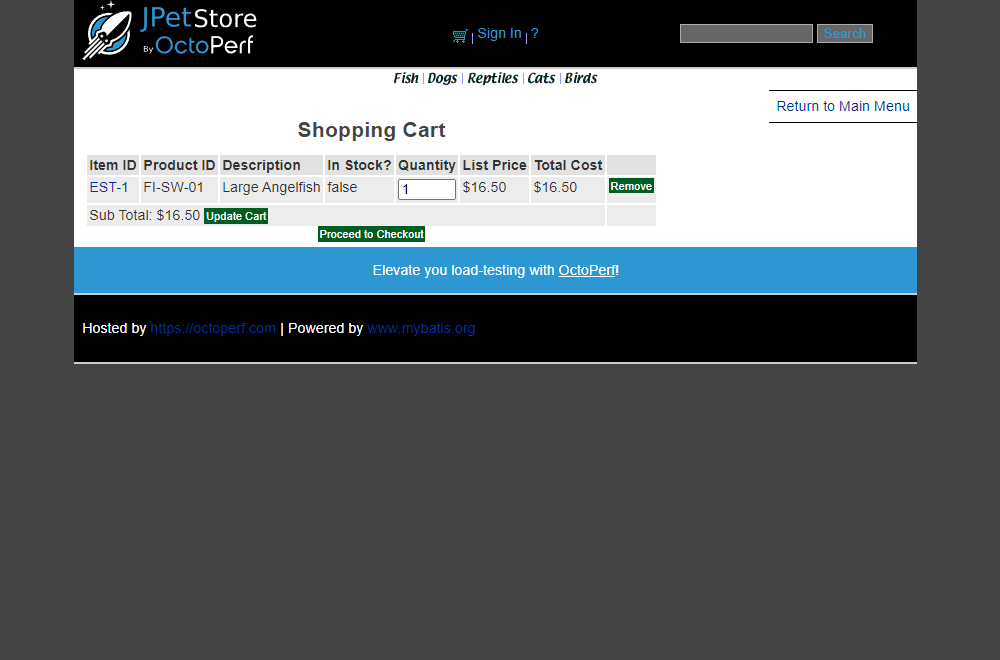 JPetStore
By OctoPerf
Sign In ?
Search
Fish Dogs Reptiles Cats Birds
Return to Main Menu
Shopping Cart
Item ID Product ID Description In Stock? Quantity List Price Total Cost
EST-1 FI-SW-01 Large Angelfish false 1 $16.50 $16.50 Remove
Sub Total: $16.50 Update Cart
Proceed to Checkout
Elevate you load-testing with OctoPerf!
Hosted by https://octoperf.com | Powered by www.mybatis.org